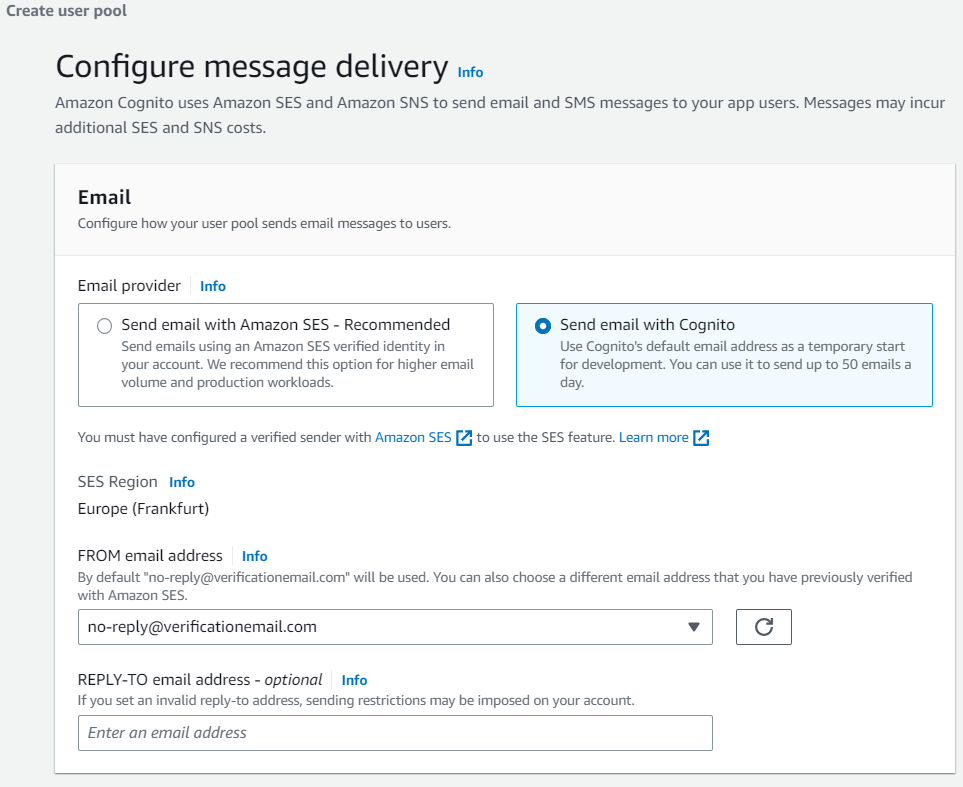 Create user pool
Configure message delivery Info
Amazon Cognito uses Amazon SES and Amazon SNS to send email and SMS messages to your app users. Messages may incur
additional SES and SNS costs.
Email
Configure how your user pool sends email messages to users.
Email provider Info
Send email with Amazon SES - Recommended
Send emails using an Amazon SES verified identity in
your account. We recommend this option for higher email
volume and production workloads.
Send email with Cognito
Use Cognito's default email address as a temporary start
for development. You can use it to send up to 50 emails a
day.
You must have configured a verified sender with Amazon SES to use the SES feature. Learn more
SES Region Info
Europe (Frankfurt)
FROM email address Info
By default "no-reply@verificationemail.com" will be used. You can also choose a different email address that you have previously verified
with Amazon SES.
no-reply@verificationemail.com
REPLY-TO email address - optional Info
If you set an invalid reply-to address, sending restrictions may be imposed on your account.
Enter an email address